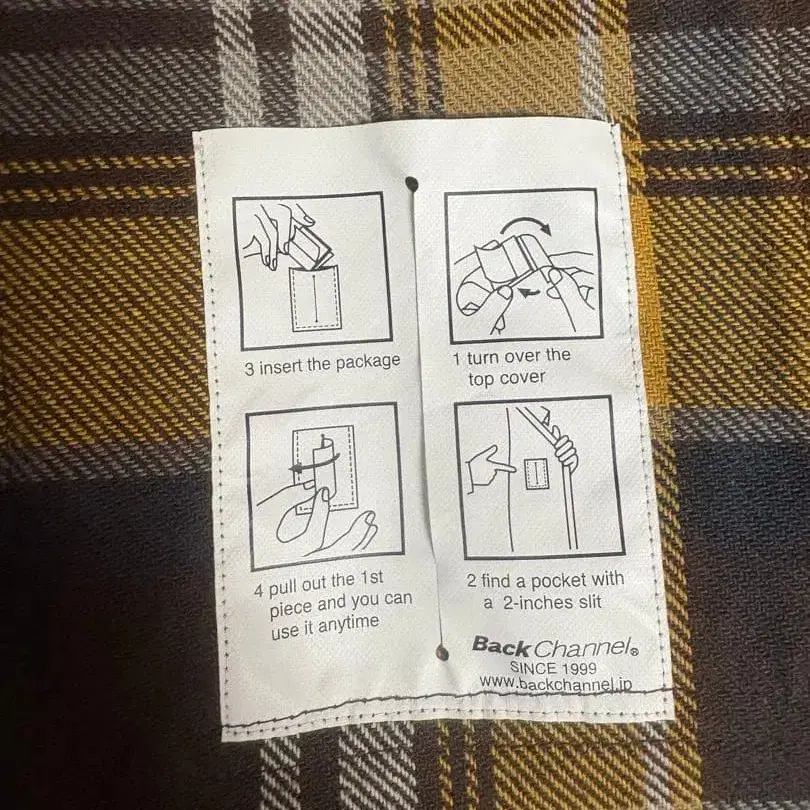 3 insert the package
1 turn over the
top cover
4 pull out the 1st
piece and you can
use it anytime
2 find a pocket with
a 2-inches slit
Back Channel®
SINCE 1999
www.backchannel.jp